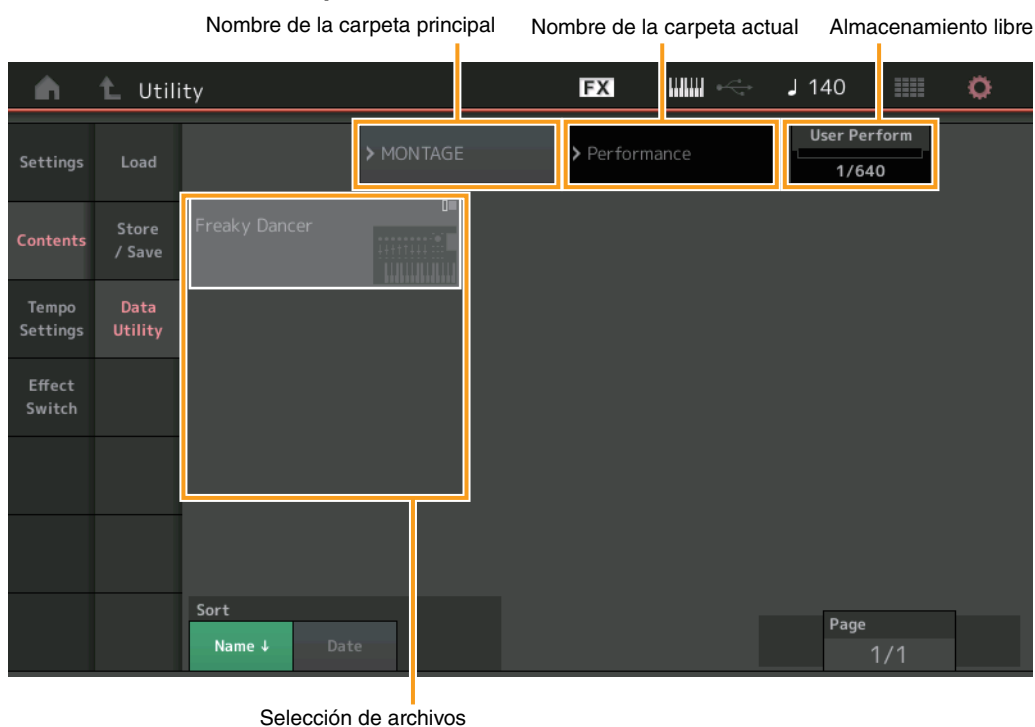 Nombre de la carpeta principal
Nombre de la carpeta actual
Almacenamiento libre
Utility
FX
140
Settings
Load
> MONTAGE
> Performance
User Perform
1/640
Contents
Store
/ Save
Freaky Dancer
Tempo
Settings
Data
Utility
Effect
Switch
Sort
Name ↓
Date
Page
1/1
Selección de archivos